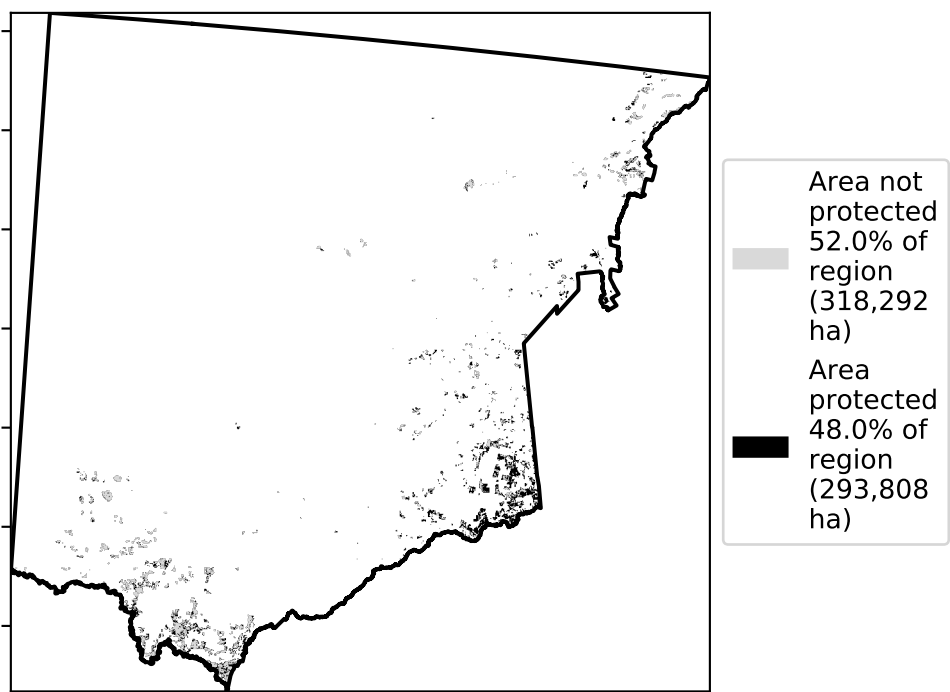 Area not
protected
52.0% of
region
(318,292
ha)
Area
protected
48.0% of
region
(293,808
ha)